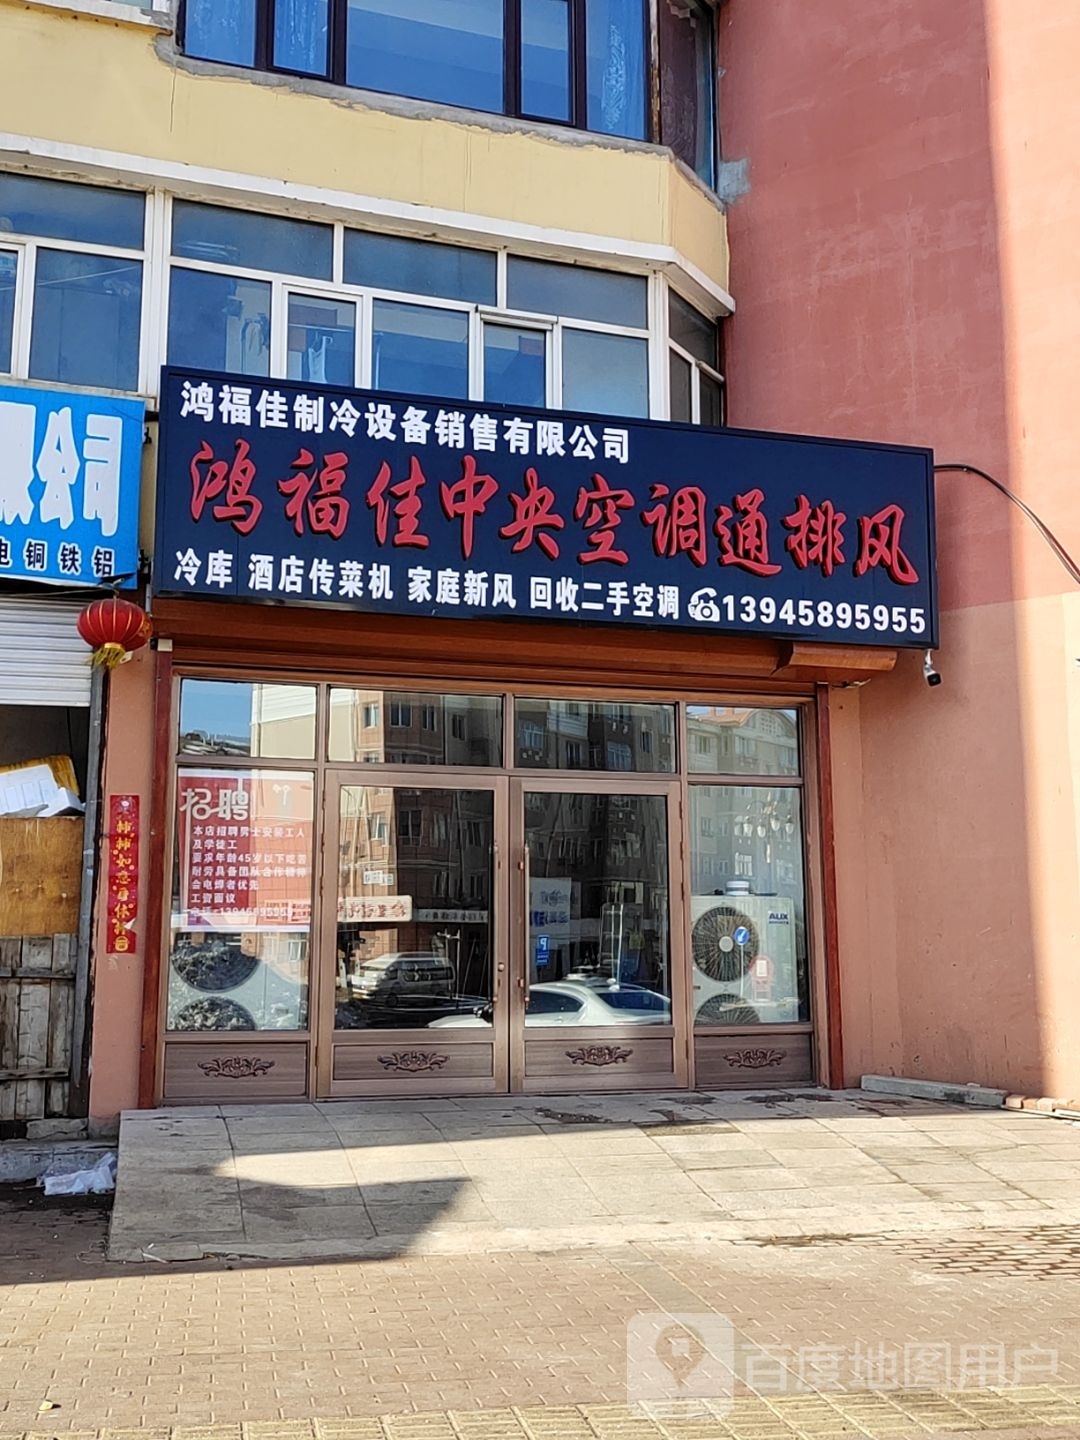 鸿福佳制冷设备销售有限公司
鸿福佳中央空调通排风
冷库 酒店传菜机 家庭新风 回收二手空调 ☎13945895955
公司
电铜铁铝
招聘
本店招聘男士安装工人
及学徒工
要求年龄45岁以下吃苦
耐劳具备团队合作精神
会电焊者优先
工资面议
AUX
P
百度地图用户